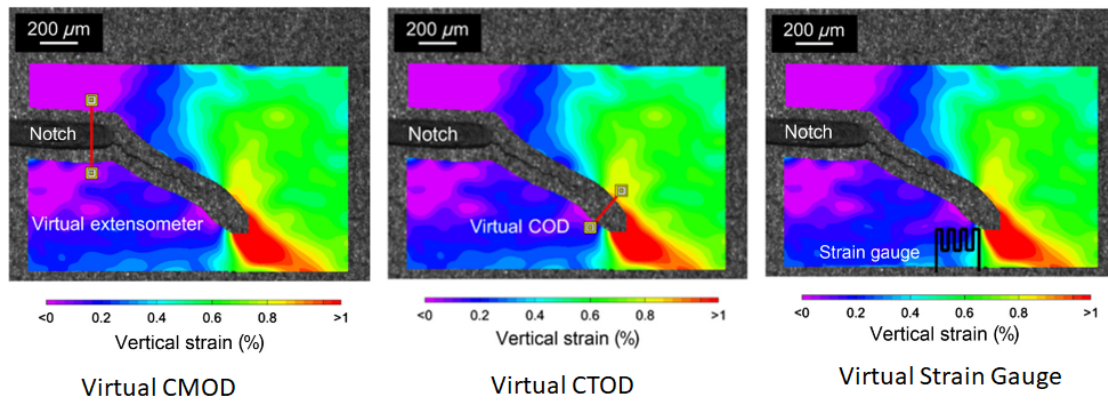 200 µm
Notch
Virtual extensometer
<0 0.2 0.4 0.6 0.8 >1
Vertical strain (%)
Virtual CMOD
200 µm
Notch
Virtual COD
<0 0.2 0.4 0.6 0.8 >1
Vertical strain (%)
Virtual CTOD
200 µm
Notch
Strain gauge
<0 0.2 0.4 0.6 0.8 >1
Vertical strain (%)
Virtual Strain Gauge